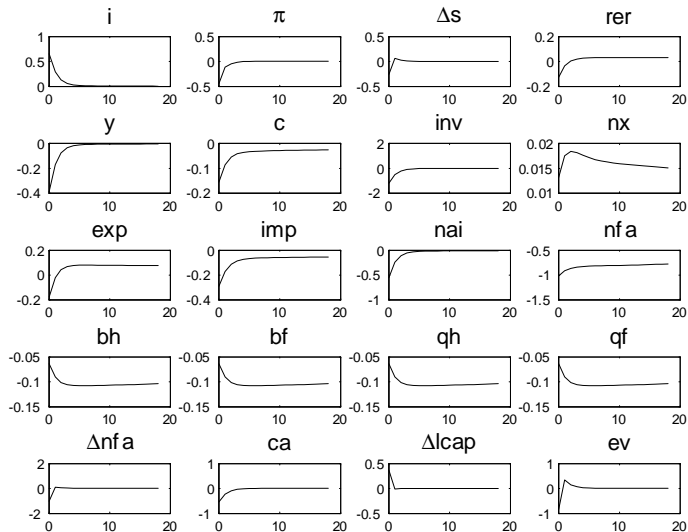 i π Δs rer
1 0.5 0.5 0.2
0.5 0 0 0
0 -0.5 -0.5 -0.2
0 10 20 0 10 20 0 10 20 0 10 20
y c inv nx
0 0 2 0.02
-0.2 -0.1 0 0.015
-0.4 -0.2 -2 0.01
0 10 20 0 10 20 0 10 20 0 10 20
exp imp nai nfa
0.2 0 0 -0.5
0 -0.2 -0.5 -1
-0.2 -0.4 -1 -1.5
0 10 20 0 10 20 0 10 20 0 10 20
bh bf qh qf
-0.05 -0.05 -0.05 -0.05
-0.1 -0.1 -0.1 -0.1
-0.15 -0.15 -0.15 -0.15
0 10 20 0 10 20 0 10 20 0 10 20
Δnfa ca Δlcap ev
2 1 0.5 1
0 0 0 0
-2 -1 -0.5 -1
0 10 20 0 10 20 0 10 20 0 10 20